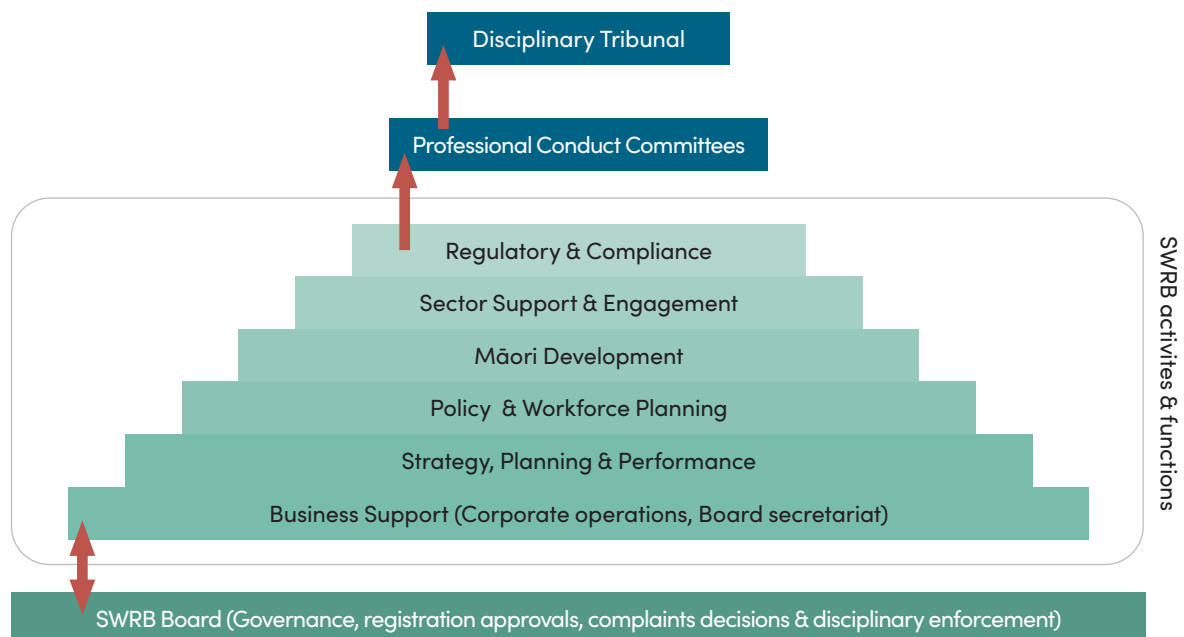 Disciplinary Tribunal
Professional Conduct Committees
Regulatory & Compliance
Sector Support & Engagement
Māori Development
Policy & Workforce Planning
Strategy, Planning & Performance
Business Support (Corporate operations, Board secretariat)
SWRB activites & functions
SWRB Board (Governance, registration approvals, complaints decisions & disciplinary enforcement)